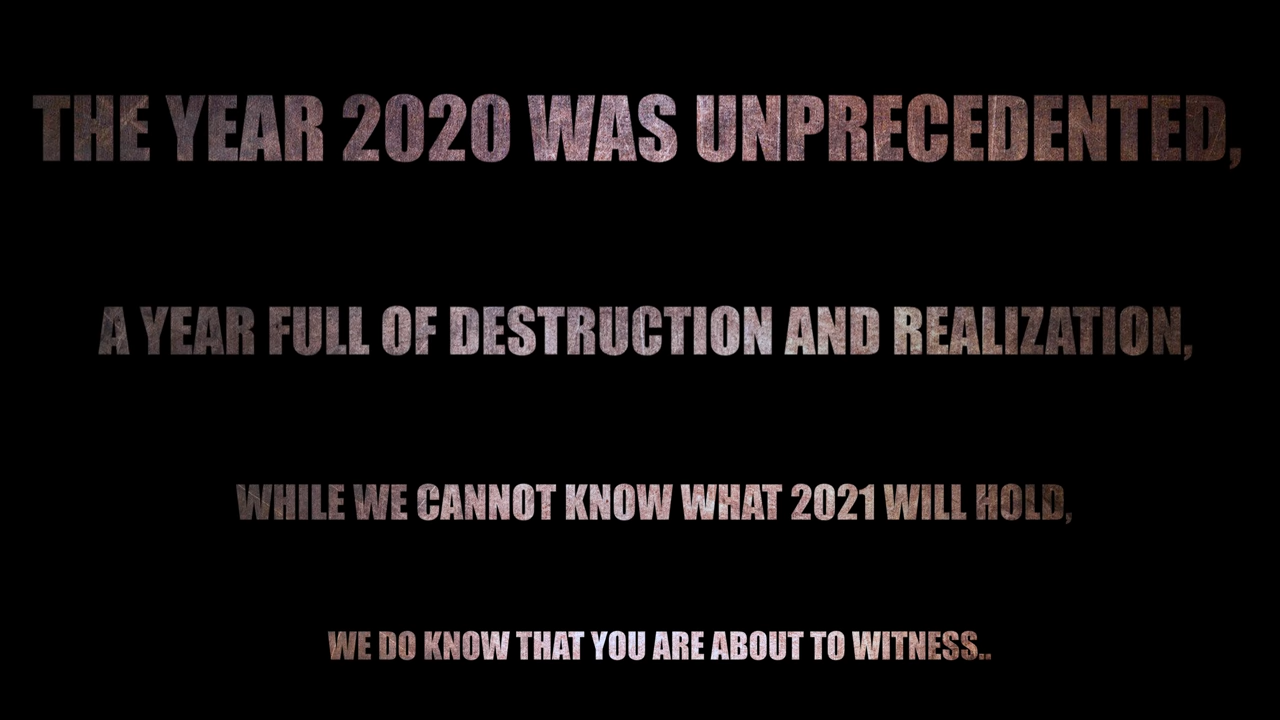 THE YEAR 2020 WAS UNPRECEDENTED,
A YEAR FULL OF DESTRUCTION AND REALIZATION,
WHILE WE CANNOT KNOW WHAT 2021 WILL HOLD,
WE DO KNOW THAT YOU ARE ABOUT TO WITNESS..